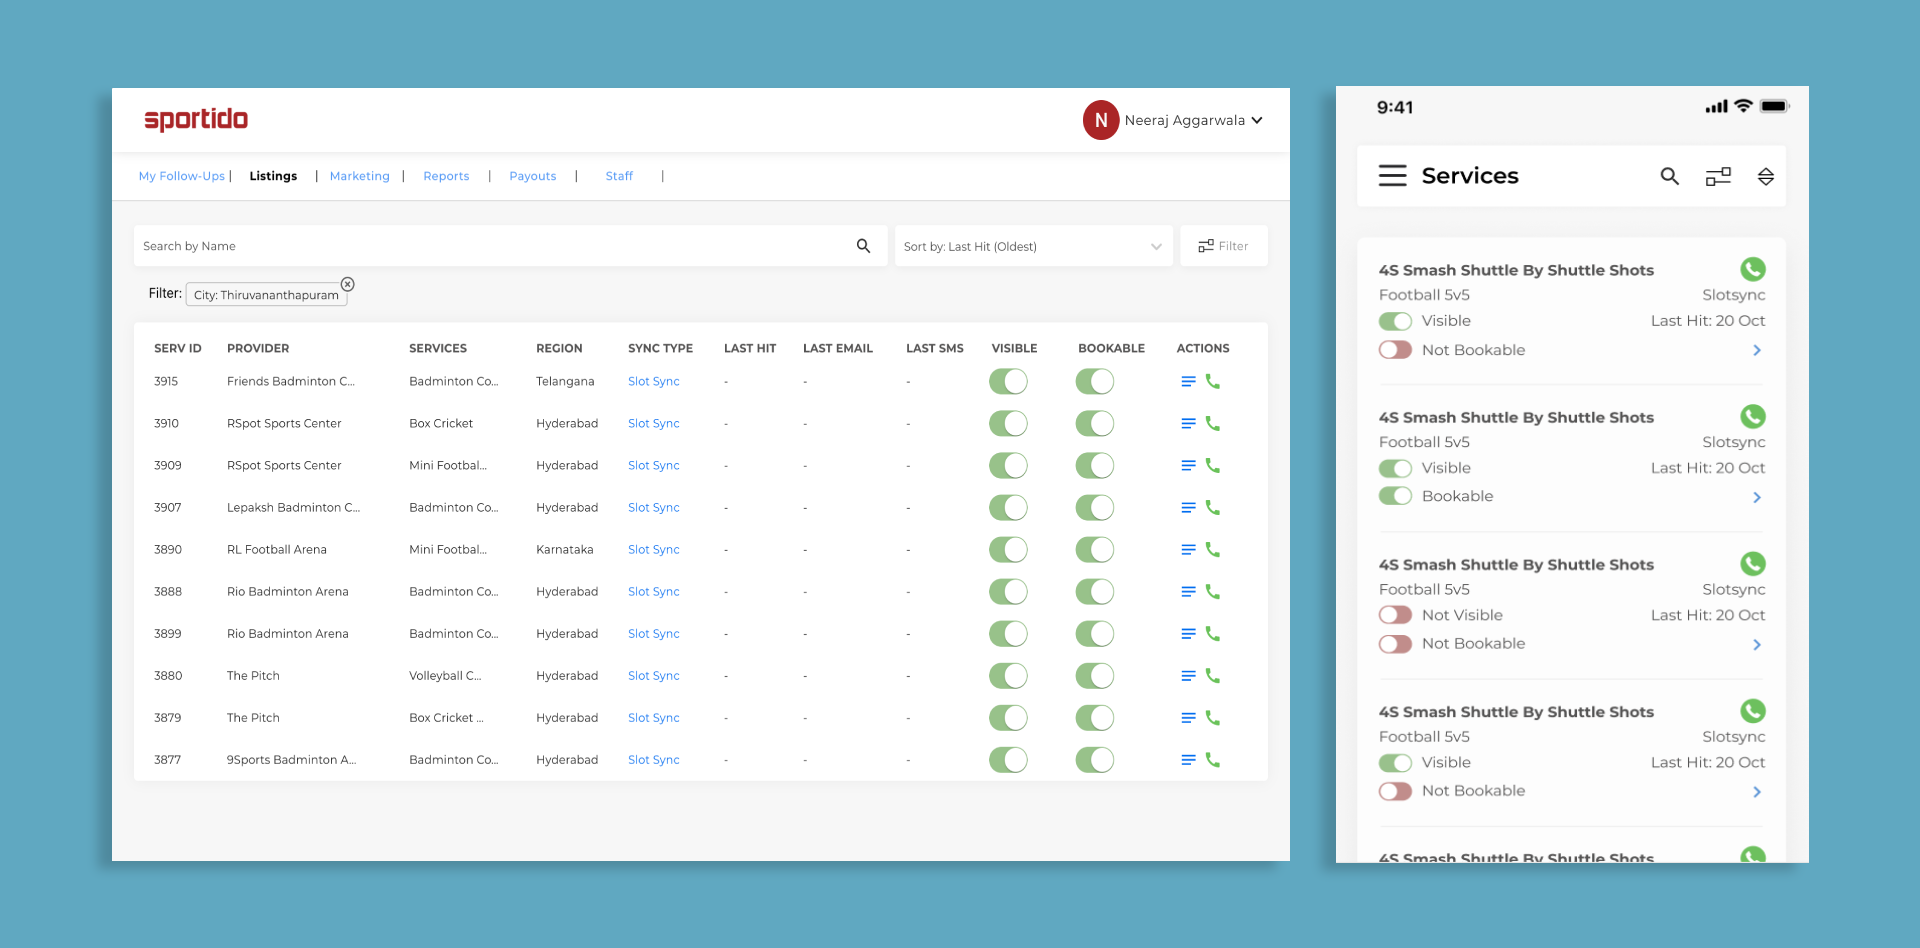 sportido
N Neeraj Aggarwala
My Follow-Ups | Listings | Marketing | Reports | Payouts | Staff |
Search by Name
Sort by: Last Hit (Oldest)
Filter
Filter: City: Thiruvananthapuram
SERV ID PROVIDER SERVICES REGION SYNC TYPE LAST HIT LAST EMAIL LAST SMS VISIBLE BOOKABLE ACTIONS
3915 Friends Badminton C... Badminton Co... Telangana Slot Sync - - -
3910 RSpot Sports Center Box Cricket Hyderabad Slot Sync - - -
3909 RSpot Sports Center Mini Footbal... Hyderabad Slot Sync - - -
3907 Lepaksh Badminton C... Badminton Co... Hyderabad Slot Sync - - -
3890 RL Football Arena Mini Footbal... Karnataka Slot Sync - - -
3888 Rio Badminton Arena Badminton Co... Hyderabad Slot Sync - - -
3899 Rio Badminton Arena Badminton Co... Hyderabad Slot Sync - - -
3880 The Pitch Volleyball C... Hyderabad Slot Sync - - -
3879 The Pitch Box Cricket ... Hyderabad Slot Sync - - -
3877 9Sports Badminton A... Badminton Co... Hyderabad Slot Sync - - -
9:41
Services
4S Smash Shuttle By Shuttle Shots
Football 5v5 Slotsync
Visible Last Hit: 20 Oct
Not Bookable
4S Smash Shuttle By Shuttle Shots
Football 5v5 Slotsync
Visible Last Hit: 20 Oct
Bookable
4S Smash Shuttle By Shuttle Shots
Football 5v5 Slotsync
Not Visible Last Hit: 20 Oct
Not Bookable
4S Smash Shuttle By Shuttle Shots
Football 5v5 Slotsync
Visible Last Hit: 20 Oct
Not Bookable
4S Smash Shuttle By Shuttle Shots